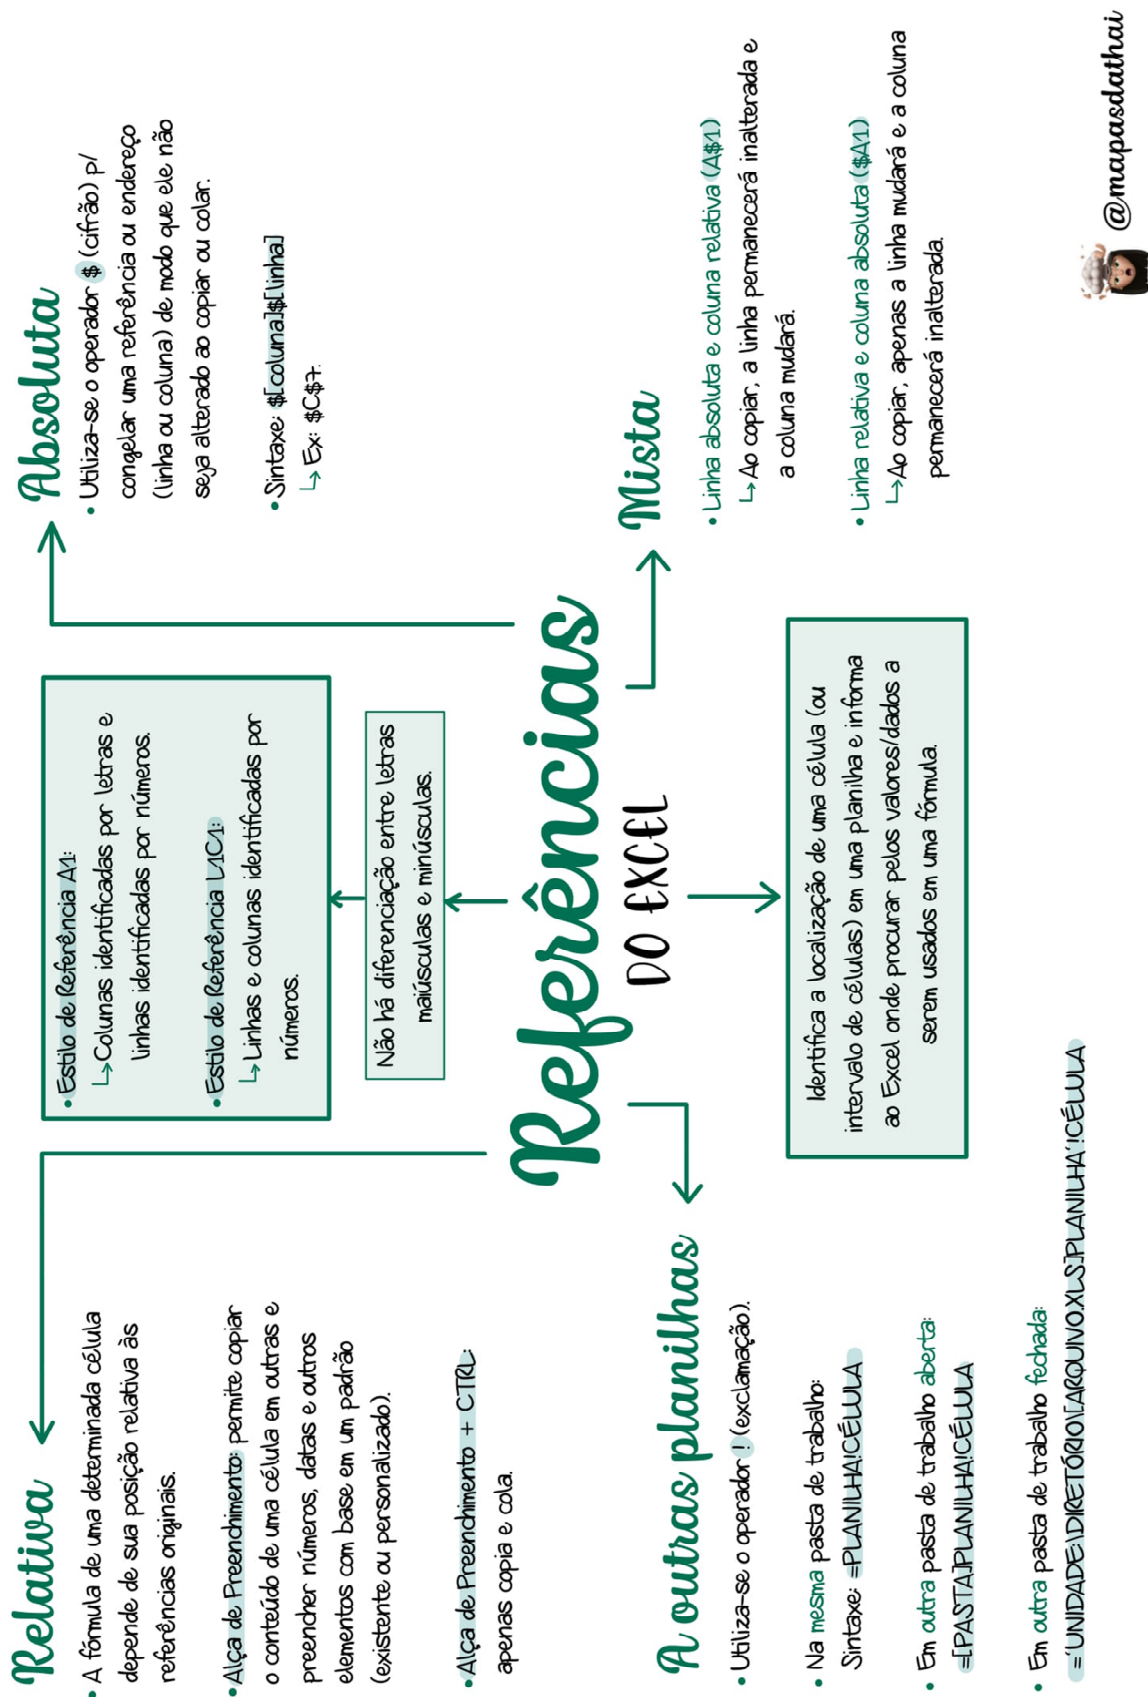 Relativa
• A fórmula de uma determinada célula
depende de sua posição relativa às
referências originais.
• Alça de Preenchimento: permite copiar
o conteúdo de uma célula em outras e
preencher números, datas e outros
elementos com base em um padrão
(existente ou personalizado).
• Alça de Preenchimento + CTRL:
apenas copia e cola.
• Estilo de Referência A1:
↳ Colunas identificadas por letras e
linhas identificadas por números.
• Estilo de Referência L1C1:
↳ Linhas e colunas identificadas por
números.
Não há diferenciação entre letras
maiúsculas e minúsculas.
Absoluta
• Utiliza-se o operador $ (cifrão) p/
congelar uma referência ou endereço
(linha ou coluna) de modo que ele não
seja alterado ao copiar ou colar.
• Sintaxe: $[coluna]$[linha]
↳ Ex: $C$7.
Referências
DO EXCEL
A outras planilhas
• Utiliza-se o operador ! (exclamação).
• Na mesma pasta de trabalho:
Sintaxe: =PLANILHA!CÉLULA
• Em outra pasta de trabalho aberta:
=[PASTA]PLANILHA!CÉLULA
• Em outra pasta de trabalho fechada:
='UNIDADE:\DIRETÓRIO\[ARQUIVO.XLS]PLANILHA'!CÉLULA
Identifica a localização de uma célula (ou
intervalo de células) em uma planilha e informa
ao Excel onde procurar pelos valores/dados a
serem usados em uma fórmula.
Mista
• Linha absoluta e coluna relativa (A$1)
↳ Ao copiar, a linha permanecerá inalterada e
a coluna mudará.
• Linha relativa e coluna absoluta ($A1)
↳ Ao copiar, apenas a linha mudará e a coluna
permanecerá inalterada.
@mapasdathai